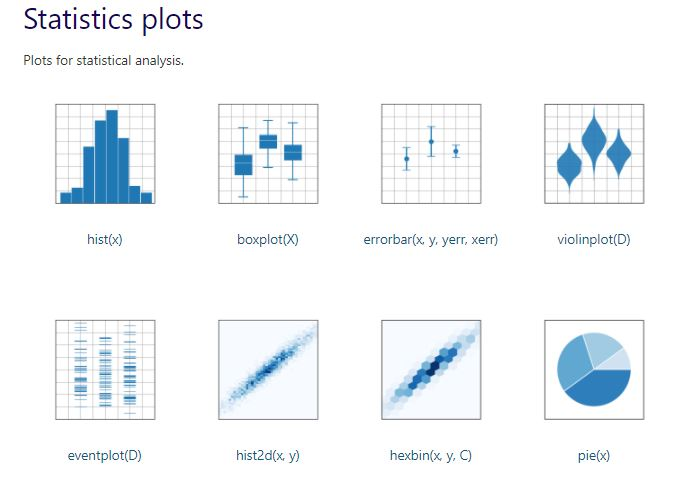 Statistics plots
Plots for statistical analysis.
hist(x)
boxplot(X)
errorbar(x, y, yerr, xerr)
violinplot(D)
eventplot(D)
hist2d(x, y)
hexbin(x, y, C)
pie(x)